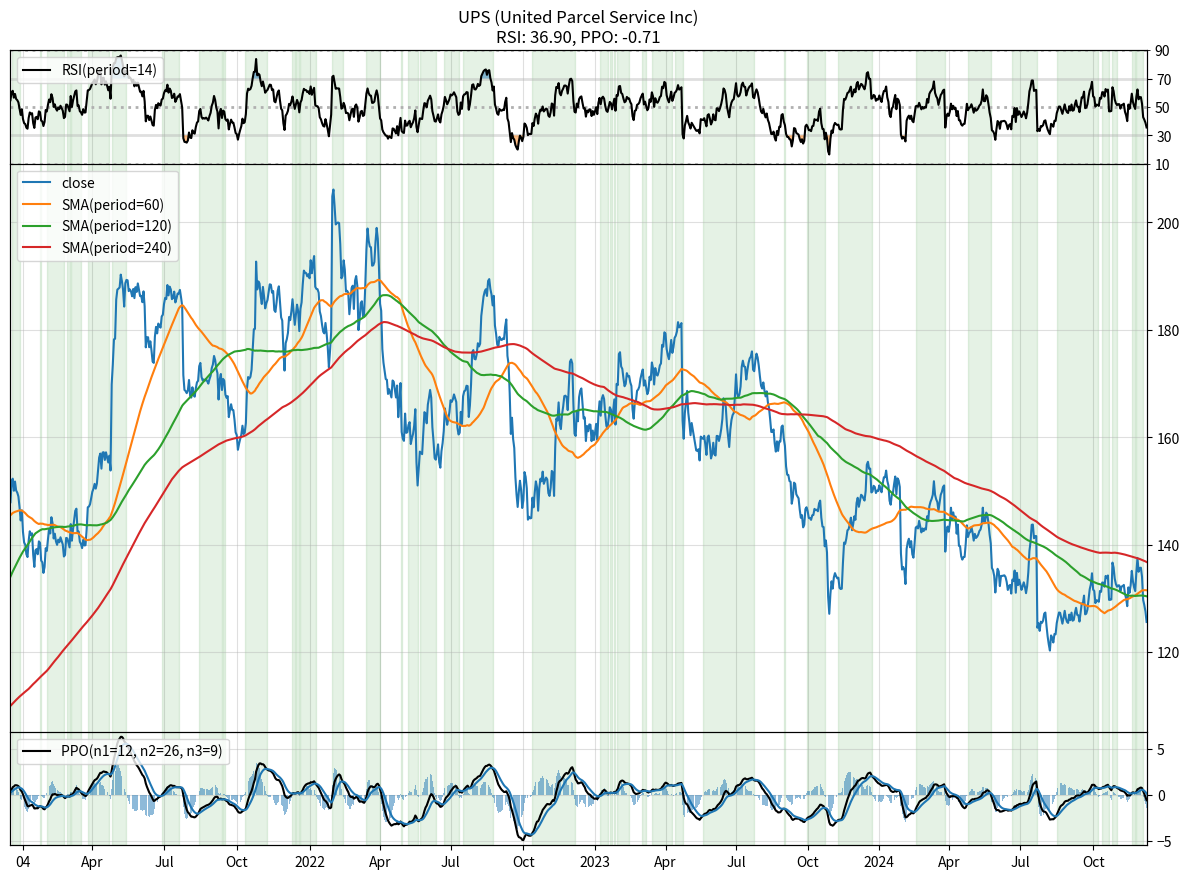 UPS (United Parcel Service Inc)
RSI: 36.90, PPO: -0.71
RSI(period=14)
90
70
50
30
10
close
SMA(period=60)
SMA(period=120)
SMA(period=240)
200
180
160
140
120
PPO(n1=12, n2=26, n3=9)
5
0
−5
04 Apr Jul Oct 2022 Apr Jul Oct 2023 Apr Jul Oct 2024 Apr Jul Oct